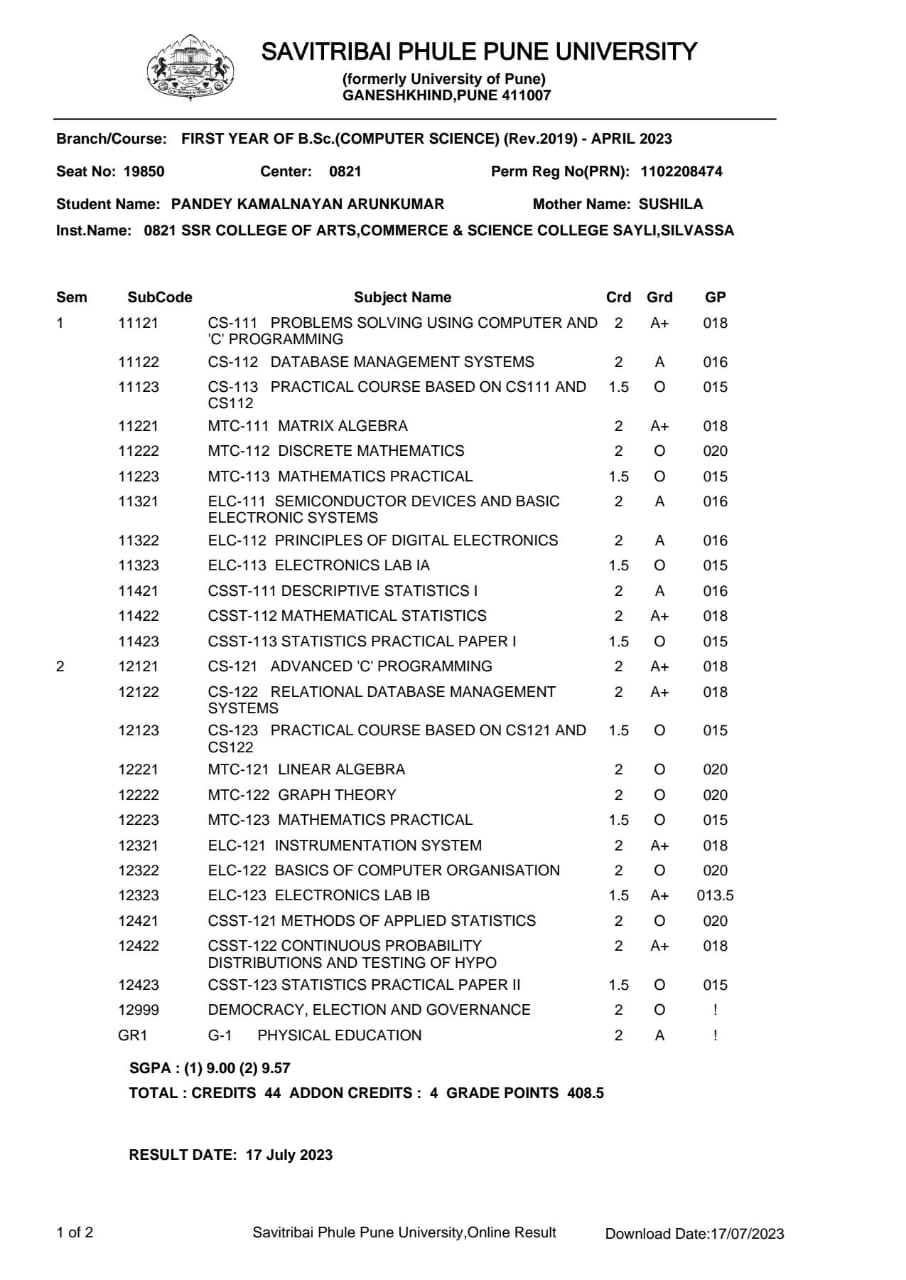 SAVITRIBAI PHULE PUNE UNIVERSITY
(formerly University of Pune)
GANESHKHIND,PUNE 411007
Branch/Course: FIRST YEAR OF B.Sc.(COMPUTER SCIENCE) (Rev.2019) - APRIL 2023
Seat No: 19850 Center: 0821 Perm Reg No(PRN): 1102208474
Student Name: PANDEY KAMALNAYAN ARUNKUMAR Mother Name: SUSHILA
Inst.Name: 0821 SSR COLLEGE OF ARTS,COMMERCE & SCIENCE COLLEGE SAYLI,SILVASSA
Sem SubCode Subject Name Crd Grd GP
1 11121 CS-111 PROBLEMS SOLVING USING COMPUTER AND 2 A+ 018
'C' PROGRAMMING
11122 CS-112 DATABASE MANAGEMENT SYSTEMS 2 A 016
11123 CS-113 PRACTICAL COURSE BASED ON CS111 AND 1.5 O 015
CS112
11221 MTC-111 MATRIX ALGEBRA 2 A+ 018
11222 MTC-112 DISCRETE MATHEMATICS 2 O 020
11223 MTC-113 MATHEMATICS PRACTICAL 1.5 O 015
11321 ELC-111 SEMICONDUCTOR DEVICES AND BASIC 2 A 016
ELECTRONIC SYSTEMS
11322 ELC-112 PRINCIPLES OF DIGITAL ELECTRONICS 2 A 016
11323 ELC-113 ELECTRONICS LAB IA 1.5 O 015
11421 CSST-111 DESCRIPTIVE STATISTICS I 2 A 016
11422 CSST-112 MATHEMATICAL STATISTICS 2 A+ 018
11423 CSST-113 STATISTICS PRACTICAL PAPER I 1.5 O 015
2 12121 CS-121 ADVANCED 'C' PROGRAMMING 2 A+ 018
12122 CS-122 RELATIONAL DATABASE MANAGEMENT 2 A+ 018
SYSTEMS
12123 CS-123 PRACTICAL COURSE BASED ON CS121 AND 1.5 O 015
CS122
12221 MTC-121 LINEAR ALGEBRA 2 O 020
12222 MTC-122 GRAPH THEORY 2 O 020
12223 MTC-123 MATHEMATICS PRACTICAL 1.5 O 015
12321 ELC-121 INSTRUMENTATION SYSTEM 2 A+ 018
12322 ELC-122 BASICS OF COMPUTER ORGANISATION 2 O 020
12323 ELC-123 ELECTRONICS LAB IB 1.5 A+ 013.5
12421 CSST-121 METHODS OF APPLIED STATISTICS 2 O 020
12422 CSST-122 CONTINUOUS PROBABILITY 2 A+ 018
DISTRIBUTIONS AND TESTING OF HYPO
12423 CSST-123 STATISTICS PRACTICAL PAPER II 1.5 O 015
12999 DEMOCRACY, ELECTION AND GOVERNANCE 2 O !
GR1 G-1 PHYSICAL EDUCATION 2 A !
SGPA : (1) 9.00 (2) 9.57
TOTAL : CREDITS 44 ADDON CREDITS : 4 GRADE POINTS 408.5
RESULT DATE: 17 July 2023
1 of 2 Savitribai Phule Pune University,Online Result Download Date:17/07/2023